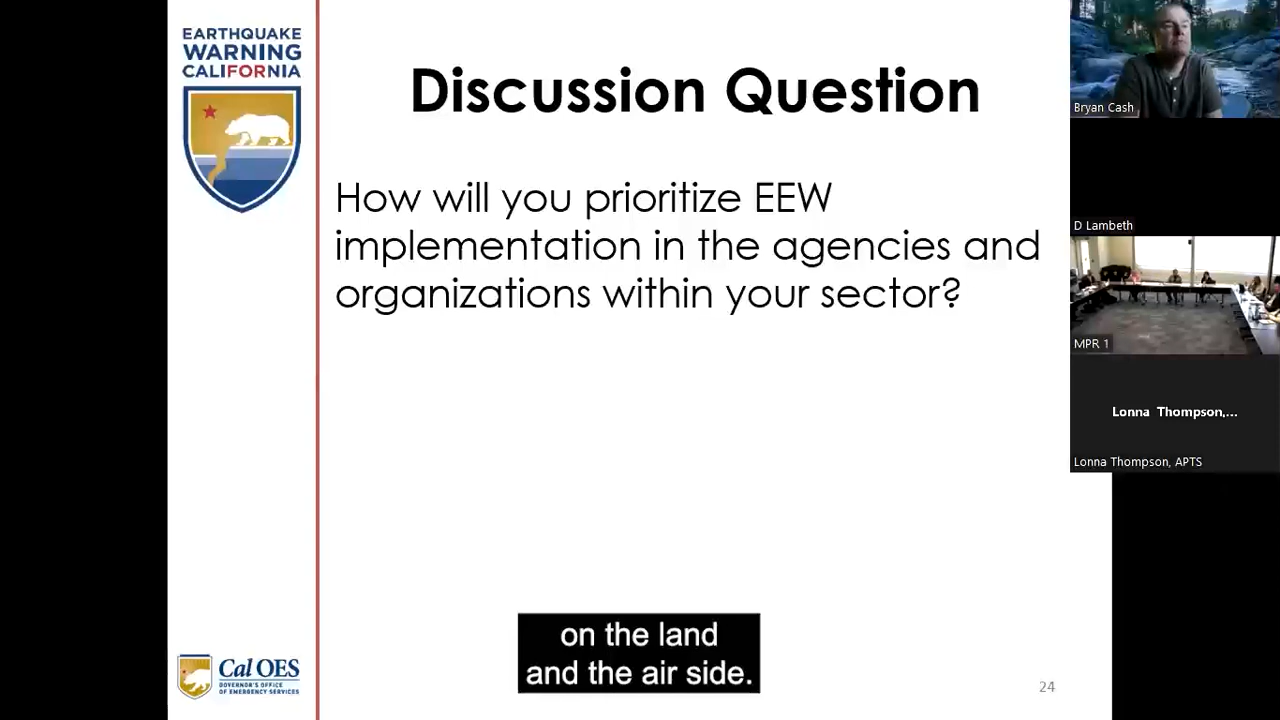 EARTHQUAKE
WARNING
CALIFORNIA
Discussion Question
How will you prioritize EEW
implementation in the agencies and
organizations within your sector?
Bryan Cash
D Lambeth
MPR 1
Lonna Thompson,...
Lonna Thompson, APTS
on the land
and the air side.
Cal OES
GOVERNOR'S OFFICE
OF EMERGENCY SERVICES
24